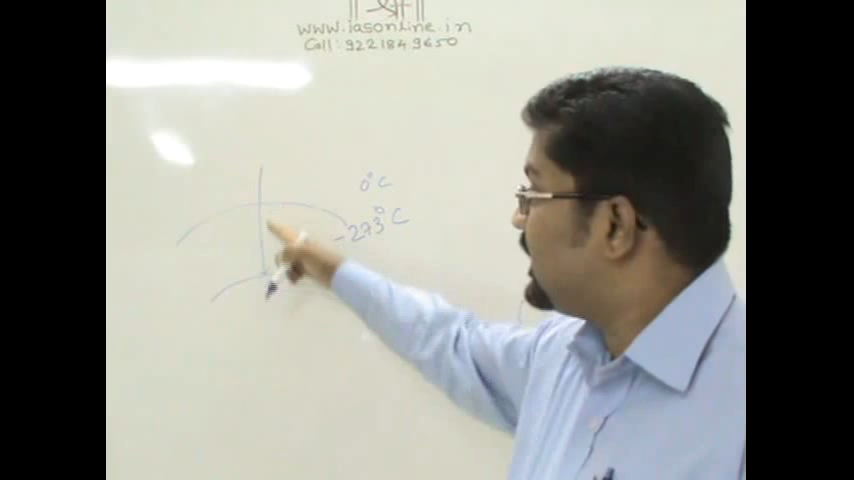 || श्री ||
www.iasonline.in
Call: 9221849650
0°C
-273°C